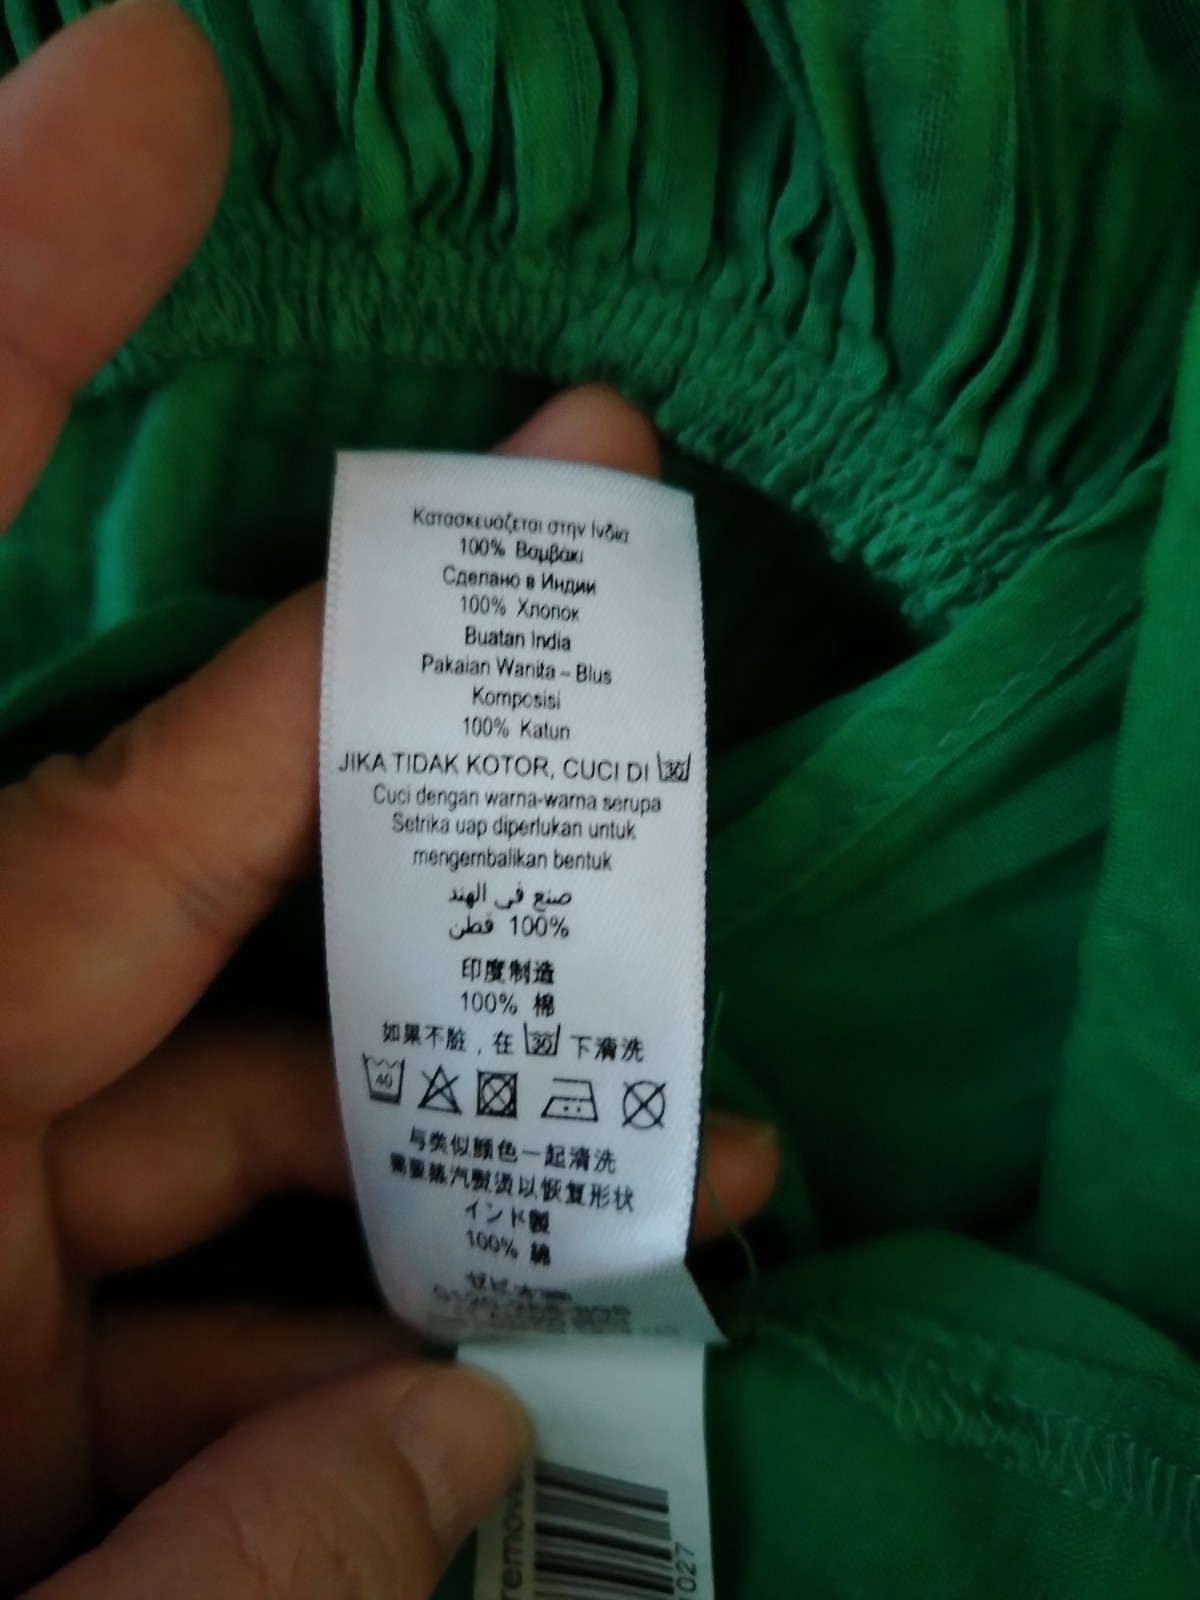 Κατασκευάζεται στην Ινδία
100% Βαμβάκι
Сделано в Индии
100% Хлопок
Buatan India
Pakaian Wanita – Blus
Komposisi
100% Katun
JIKA TIDAK KOTOR, CUCI DI 30
Cuci dengan warna-warna serupa
Setrika uap diperlukan untuk
mengembalikan bentuk
صنع في الهند
100% قطن
印度制造
100% 棉
如果不脏，在 30 下清洗
40
与类似颜色一起清洗
需要蒸汽熨烫以恢复形状
インド製
100% 綿
027